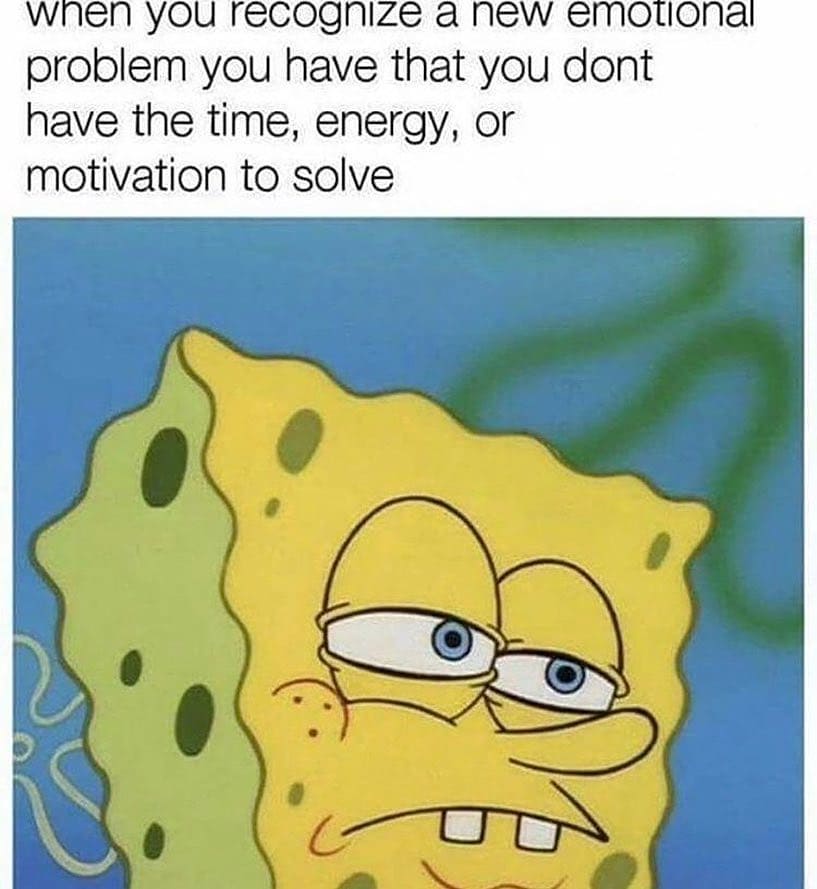 when you recognize a new emotional
problem you have that you dont
have the time, energy, or
motivation to solve